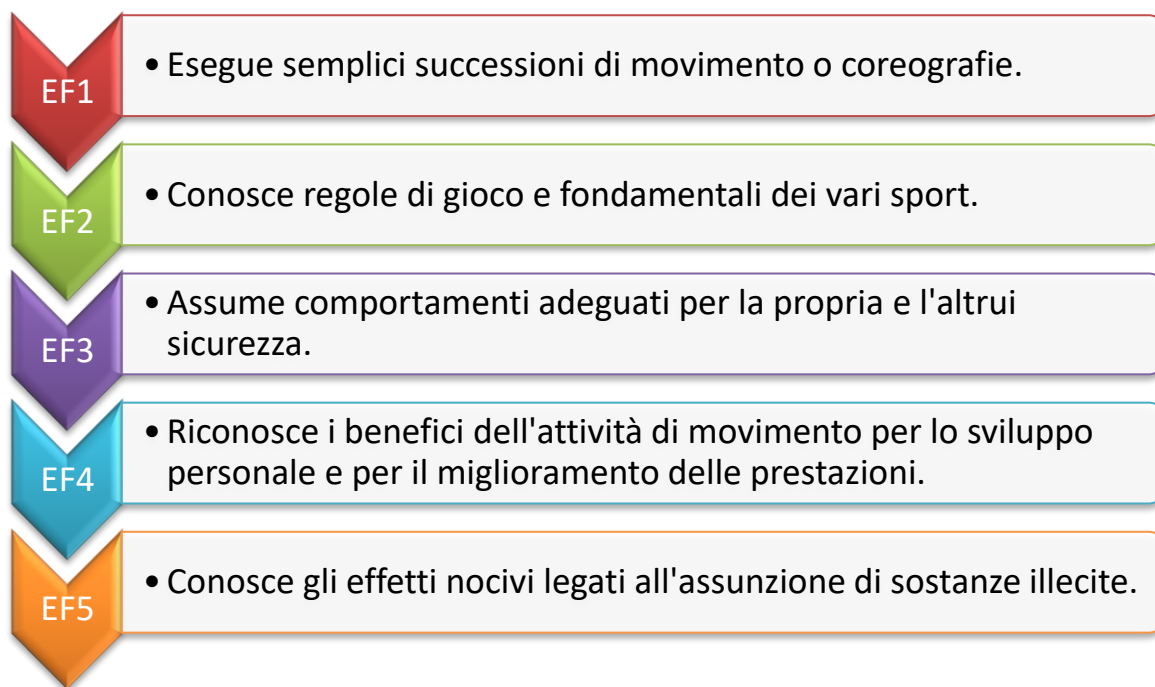 EF1
• Esegue semplici successioni di movimento o coreografie.
EF2
• Conosce regole di gioco e fondamentali dei vari sport.
EF3
• Assume comportamenti adeguati per la propria e l'altrui
sicurezza.
EF4
• Riconosce i benefici dell'attività di movimento per lo sviluppo
personale e per il miglioramento delle prestazioni.
EF5
• Conosce gli effetti nocivi legati all'assunzione di sostanze illecite.